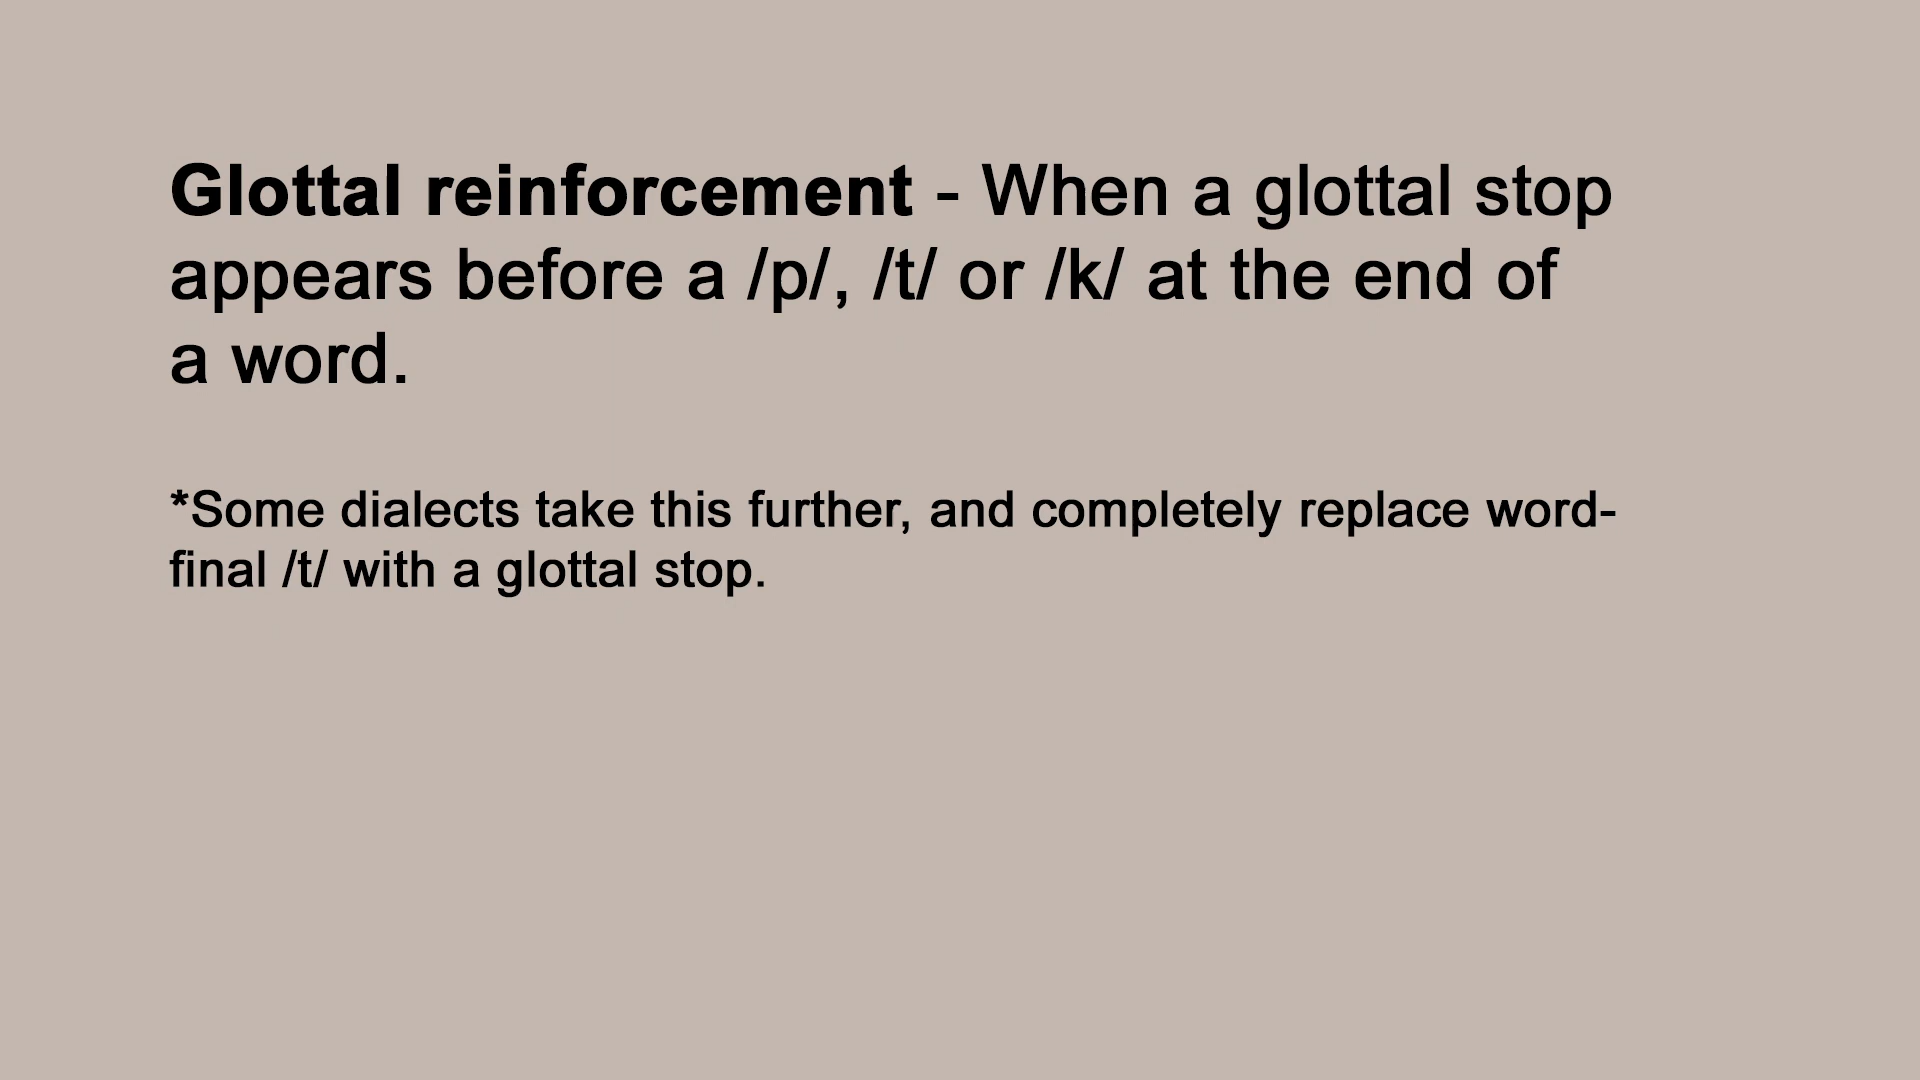 Glottal reinforcement - When a glottal stop
appears before a /p/, /t/ or /k/ at the end of
a word.
*Some dialects take this further, and completely replace word-
final /t/ with a glottal stop.